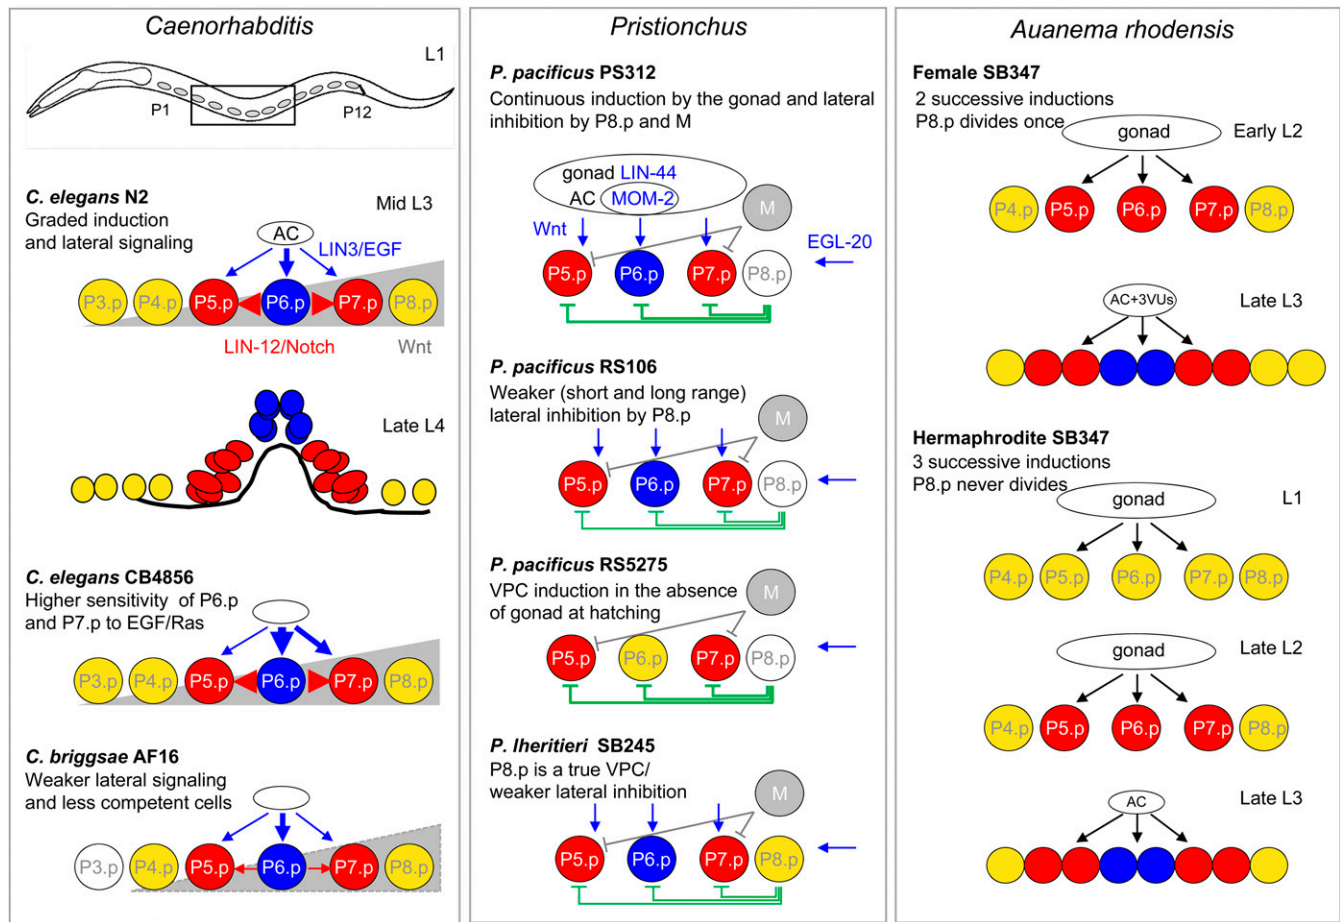 Caenorhabditis
L1
P1
P12
C. elegans N2
Mid L3
Graded induction
and lateral signaling
AC
LIN3/EGF
P3.p P4.p P5.p P6.p P7.p P8.p
LIN-12/Notch
Wnt
Late L4
C. elegans CB4856
Higher sensitivity of P6.p
and P7.p to EGF/Ras
P3.p P4.p P5.p P6.p P7.p P8.p
C. briggsae AF16
Weaker lateral signaling
and less competent cells
P3.p P4.p P5.p P6.p P7.p P8.p
Pristionchus
P. pacificus PS312
Continuous induction by the gonad and lateral
inhibition by P8.p and M
gonad LIN-44
AC MOM-2
M
Wnt
EGL-20
P5.p P6.p P7.p P8.p
P. pacificus RS106
Weaker (short and long range)
lateral inhibition by P8.p
M
P5.p P6.p P7.p P8.p
P. pacificus RS5275
VPC induction in the absence
of gonad at hatching
M
P5.p P6.p P7.p P8.p
P. lheritieri SB245
P8.p is a true VPC/
weaker lateral inhibition
M
P5.p P6.p P7.p P8.p
Auanema rhodensis
Female SB347
2 successive inductions
P8.p divides once
gonad
Early L2
P4.p P5.p P6.p P7.p P8.p
AC+3VUs
Late L3
Hermaphrodite SB347
3 successive inductions
P8.p never divides
gonad
L1
P4.p P5.p P6.p P7.p P8.p
Late L2
gonad
P4.p P5.p P6.p P7.p P8.p
AC
Late L3